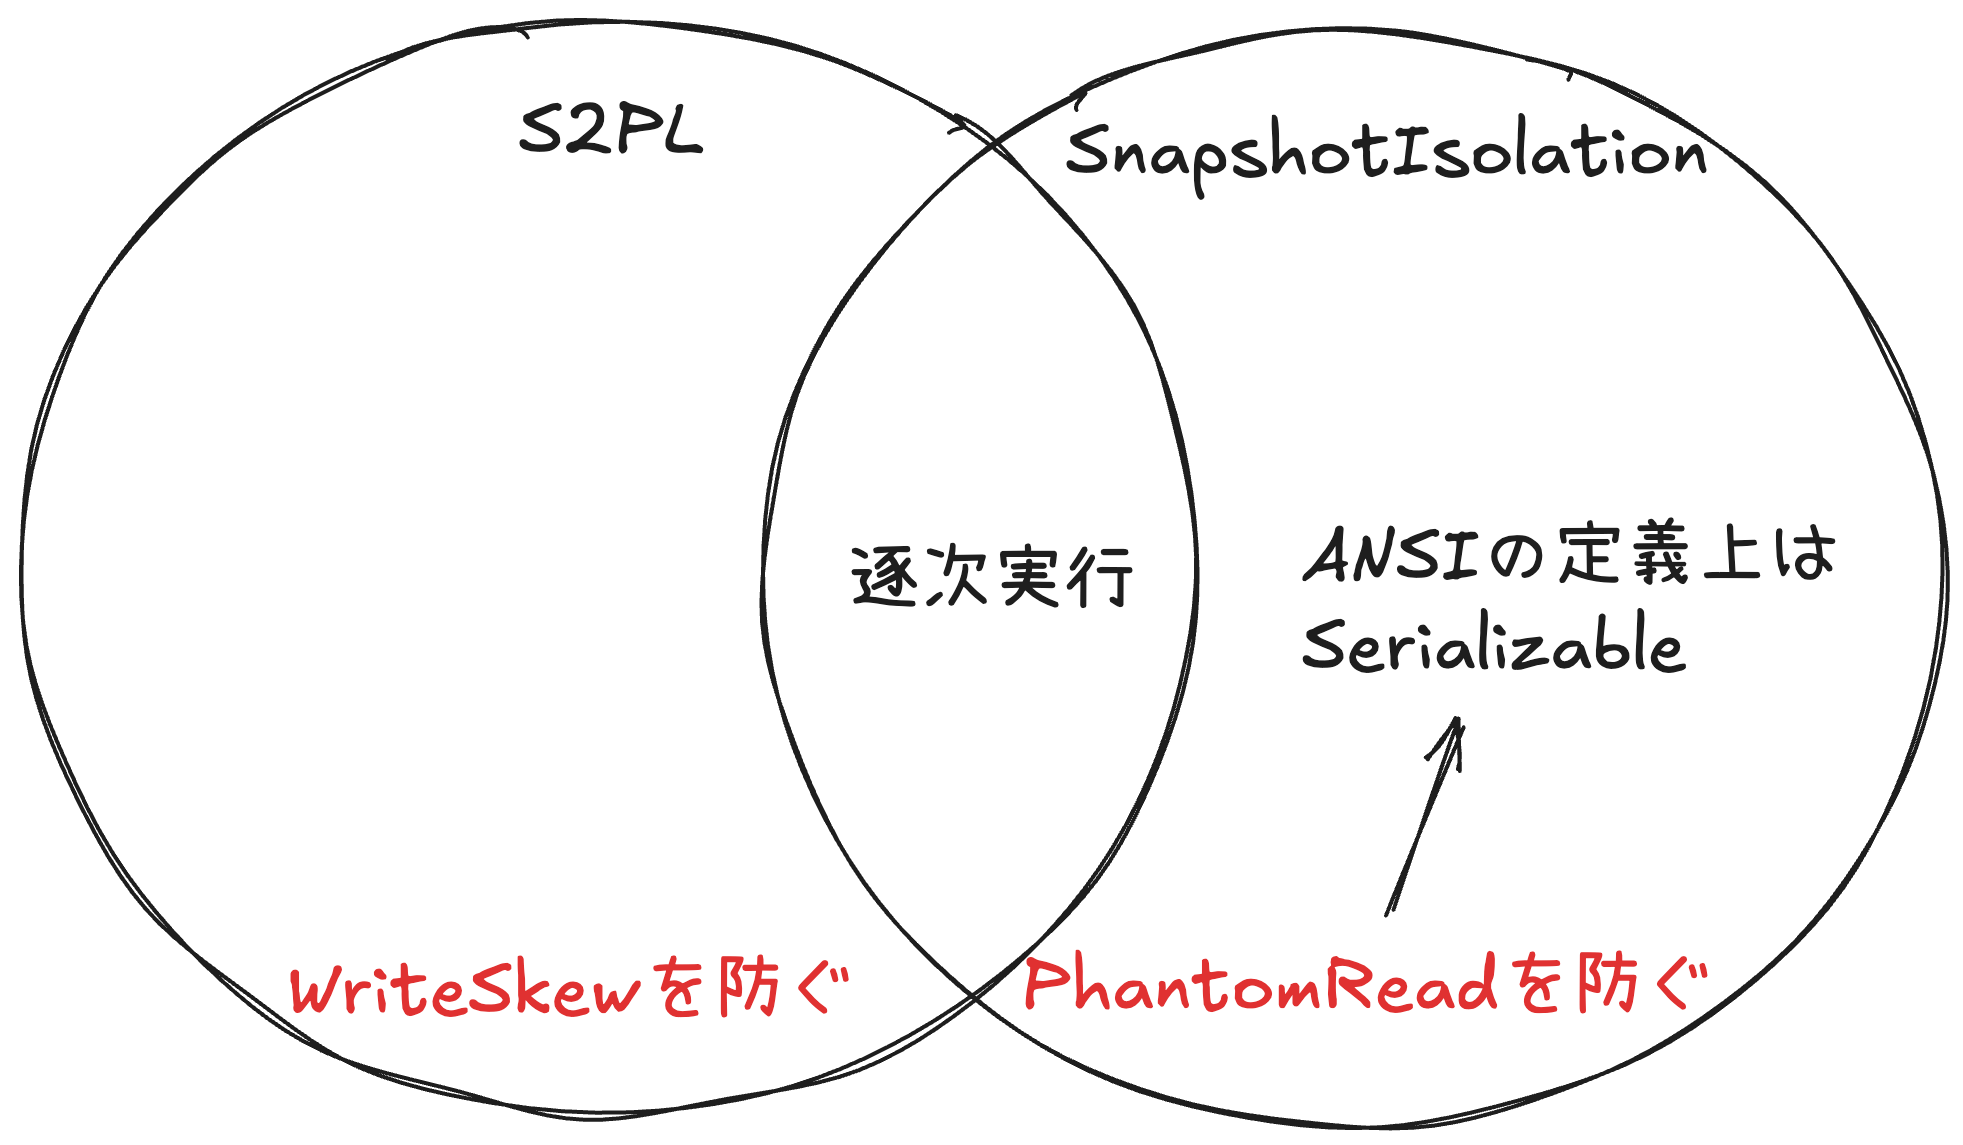 S2PL
SnapshotIsolation
逐次実行
ANSIの定義上は
Serializable
WriteSkewを防ぐ
PhantomReadを防ぐ